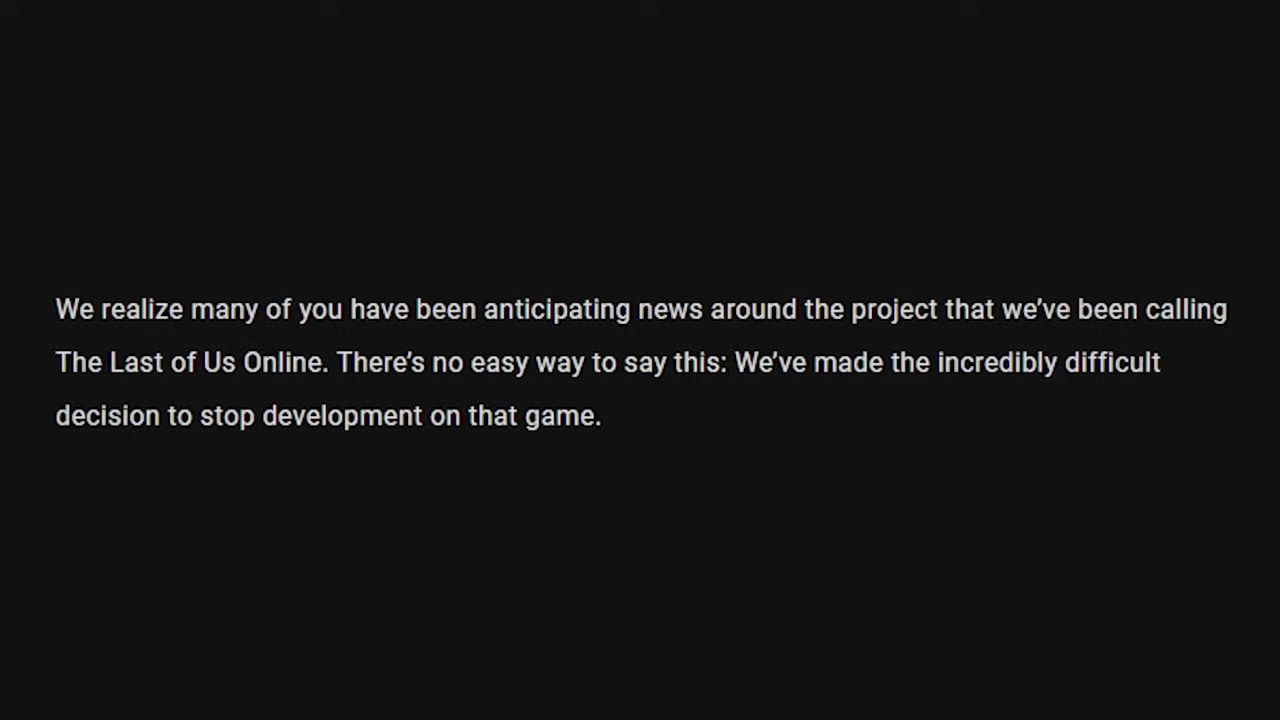 We realize many of you have been anticipating news around the project that we’ve been calling
The Last of Us Online. There’s no easy way to say this: We’ve made the incredibly difficult
decision to stop development on that game.